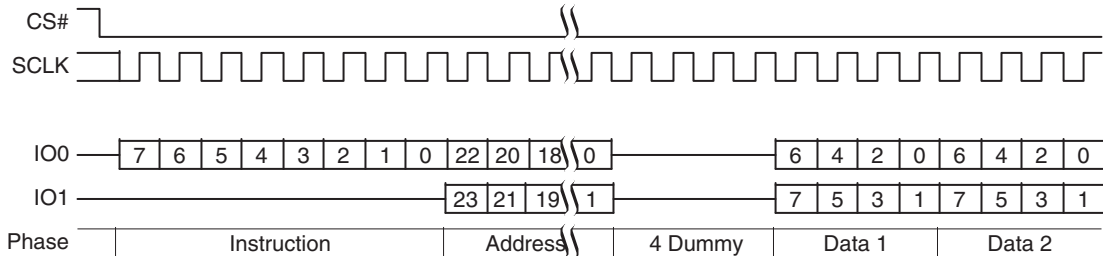 CS#
SCLK
IO0 7 6 5 4 3 2 1 0 22 20 18 0 6 4 2 0 6 4 2 0
IO1 23 21 19 1 7 5 3 1 7 5 3 1
Phase Instruction Address 4 Dummy Data 1 Data 2